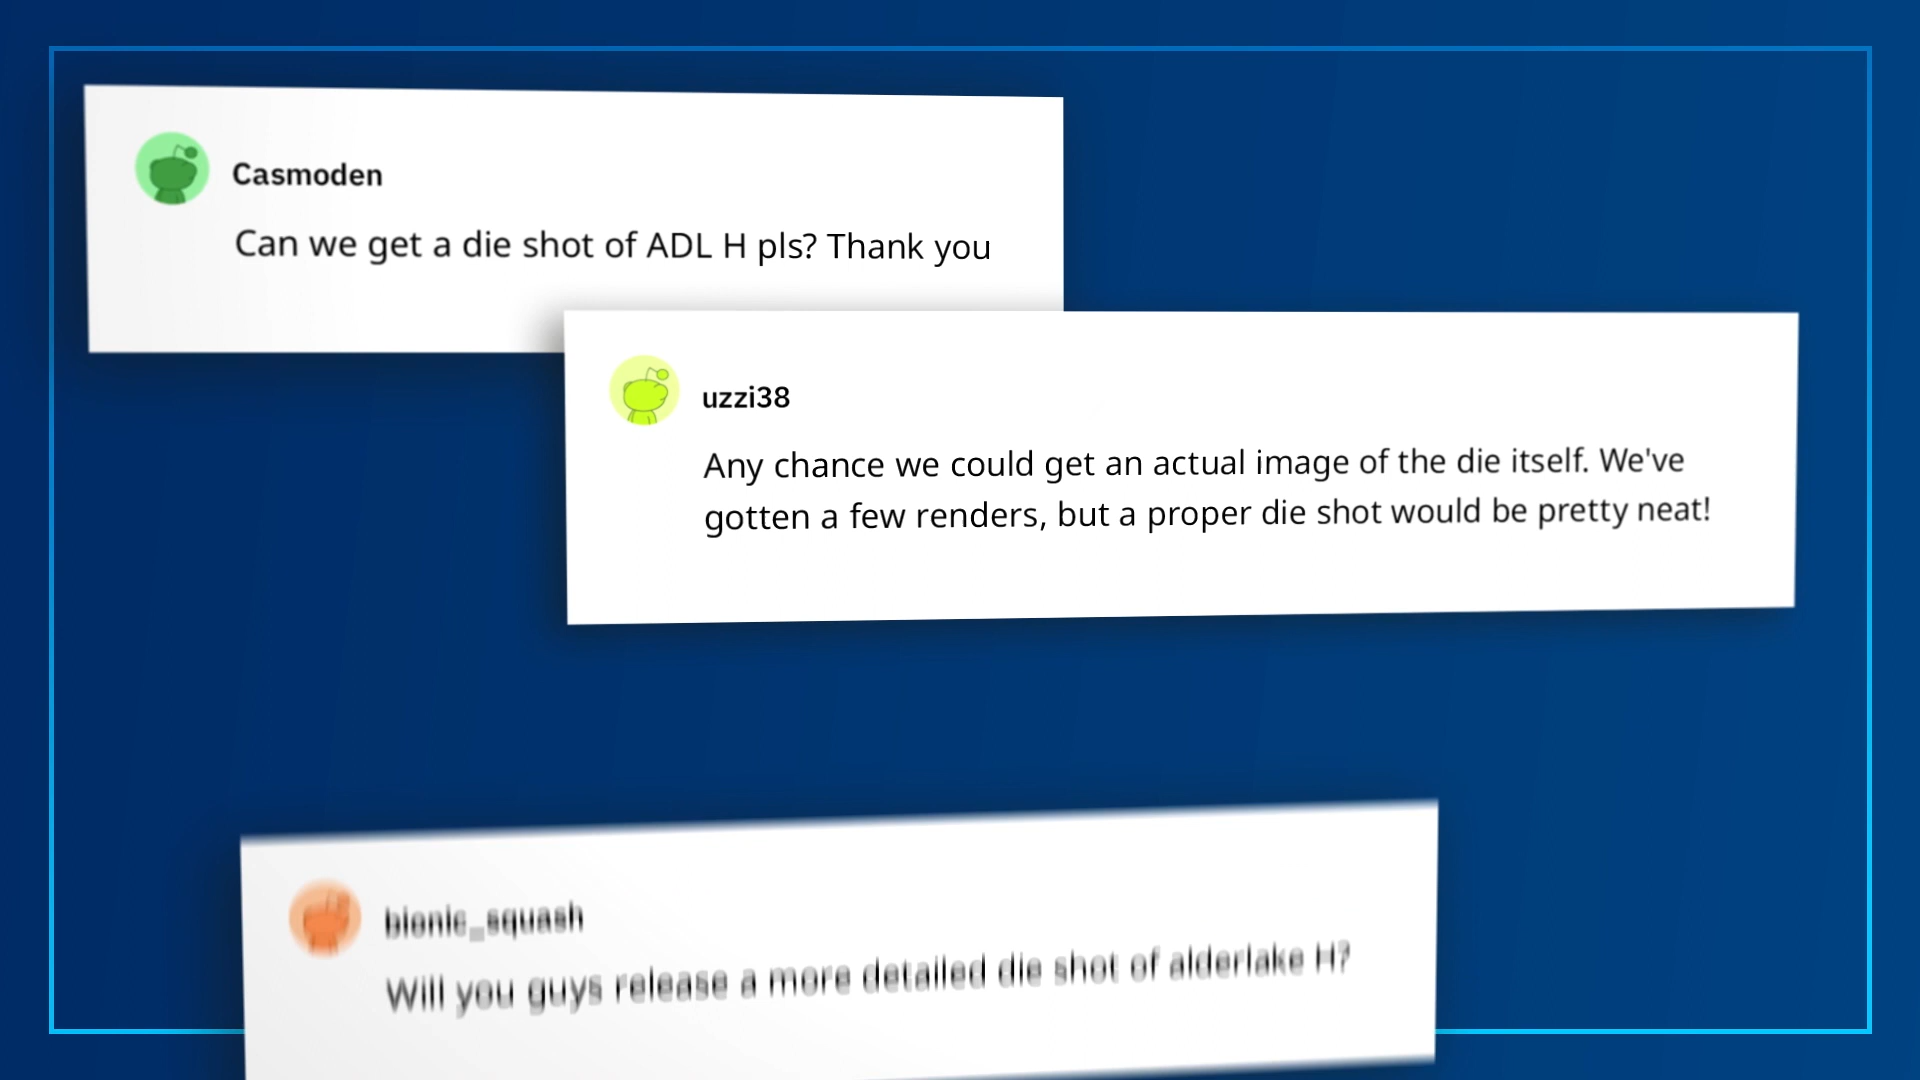 Casmoden
Can we get a die shot of ADL H pls? Thank you
uzzi38
Any chance we could get an actual image of the die itself. We've
gotten a few renders, but a proper die shot would be pretty neat!
bionic_squash
Will you guys release a more detailed die shot of alderlake H?